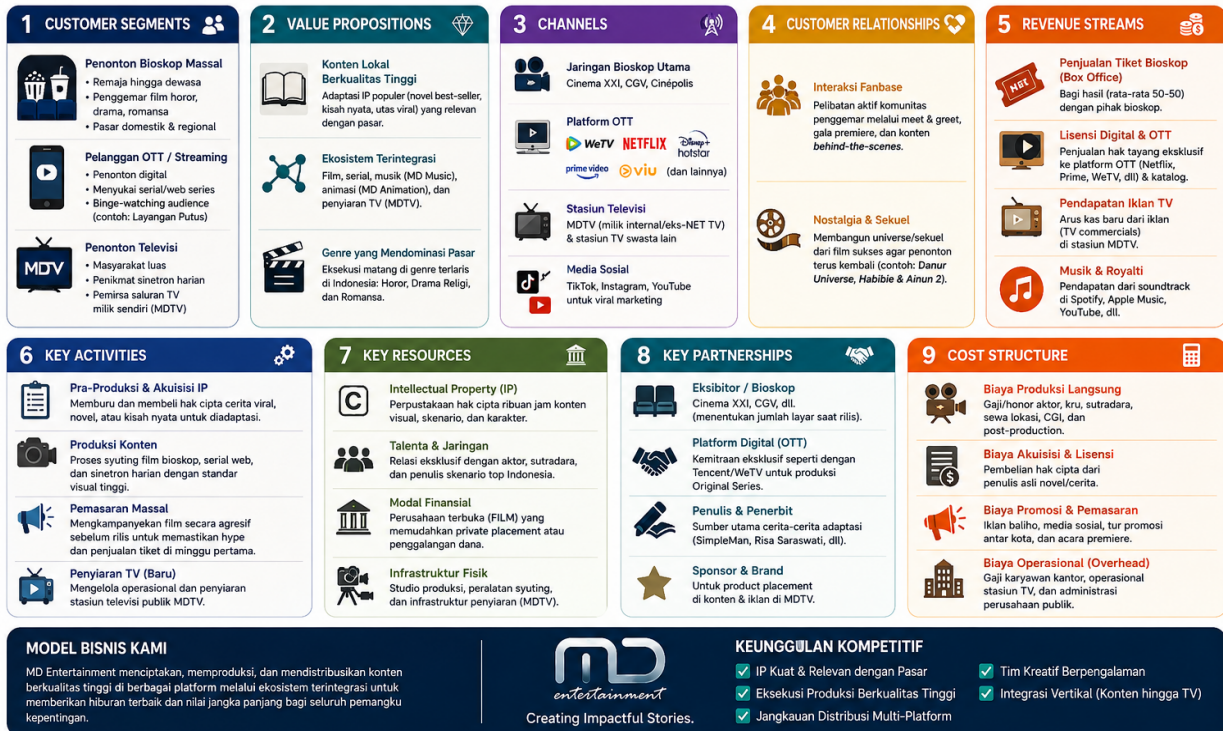 1 CUSTOMER SEGMENTS
Penonton Bioskop Massal
• Remaja hingga dewasa
• Penggemar film horor,
drama, romansa
• Pasar domestik & regional
Pelanggan OTT / Streaming
• Penonton digital
• Menyukai serial/web series
• Binge-watching audience
(contoh: Layangan Putus)
MDV
Penonton Televisi
• Masyarakat luas
• Penikmat sinetron harian
• Pemirsa saluran TV
milik sendiri (MDTV)
2 VALUE PROPOSITIONS
Konten Lokal
Berkualitas Tinggi
Adaptasi IP populer (novel best-seller,
kisah nyata, utas viral) yang relevan
dengan pasar.
Ekosistem Terintegrasi
Film, serial, musik (MD Music),
animasi (MD Animation), dan
penyiaran TV (MDTV).
Genre yang Mendominasi Pasar
Eksekusi matang di genre terlaris
di Indonesia: Horor, Drama Religi,
dan Romansa.
3 CHANNELS
Jaringan Bioskop Utama
Cinema XXI, CGV, Cinépolis
Platform OTT
WeTV NETFLIX Disney+ hotstar
prime video viu (dan lainnya)
Stasiun Televisi
MDTV (milik internal/eks-NET TV)
& stasiun TV swasta lain
Media Sosial
TikTok, Instagram, YouTube
untuk viral marketing
4 CUSTOMER RELATIONSHIPS
Interaksi Fanbase
Pelibatan aktif komunitas
penggemar melalui meet & greet,
gala premiere, dan konten
behind-the-scenes.
Nostalgia & Sekuel
Membangun universe/sekuel
dari film sukses agar penonton
terus kembali (contoh: Danur
Universe, Habibie & Ainun 2).
5 REVENUE STREAMS
Penjualan Tiket Bioskop
(Box Office)
Bagi hasil (rata-rata 50-50)
dengan pihak bioskop.
Lisensi Digital & OTT
Penjualan hak tayang eksklusif
ke platform OTT (Netflix,
Prime, WeTV, dll) & katalog.
Pendapatan Iklan TV
Arus kas baru dari iklan
(TV commercials)
di stasiun MDTV.
Musik & Royalti
Pendapatan dari soundtrack
di Spotify, Apple Music,
YouTube, dll.
6 KEY ACTIVITIES
Pra-Produksi & Akuisisi IP
Memburu dan membeli hak cipta cerita viral,
novel, atau kisah nyata untuk diadaptasi.
Produksi Konten
Proses syuting film bioskop, serial web,
dan sinetron harian dengan standar
visual tinggi.
Pemasaran Massal
Mengkampanyekan film secara agresif
sebelum rilis untuk memastikan hype
dan penjualan tiket di minggu pertama.
Penyiaran TV (Baru)
Mengelola operasional dan penyiaran
stasiun televisi publik MDTV.
7 KEY RESOURCES
C
Intellectual Property (IP)
Perpustakaan hak cipta ribuan jam konten
visual, skenario, dan karakter.
Talenta & Jaringan
Relasi eksklusif dengan aktor, sutradara,
dan penulis skenario top Indonesia.
Modal Finansial
Perusahaan terbuka (FILM) yang
memudahkan private placement atau
penggalangan dana.
Infrastruktur Fisik
Studio produksi, peralatan syuting,
dan infrastruktur penyiaran (MDTV).
8 KEY PARTNERSHIPS
Eksibitor / Bioskop
Cinema XXI, CGV, dll.
(menentukan jumlah layar saat rilis).
Platform Digital (OTT)
Kemitraan eksklusif seperti dengan
Tencent/WeTV untuk produksi
Original Series.
Penulis & Penerbit
Sumber utama cerita-cerita adaptasi
(SimpleMan, Risa Saraswati, dll).
Sponsor & Brand
Untuk product placement
di konten & iklan di MDTV.
9 COST STRUCTURE
Biaya Produksi Langsung
Gaji/honor aktor, kru, sutradara,
sewa lokasi, CGI, dan
post-production.
Biaya Akuisisi & Lisensi
Pembelian hak cipta dari
penulis asli novel/cerita.
Biaya Promosi & Pemasaran
Iklan baliho, media sosial, tur promosi
antar kota, dan acara premiere.
Biaya Operasional (Overhead)
Gaji karyawan kantor, operasional
stasiun TV, dan administrasi
perusahaan publik.
MODEL BISNIS KAMI
MD Entertainment menciptakan, memproduksi, dan mendistribusikan konten
berkualitas tinggi di berbagai platform melalui ekosistem terintegrasi untuk
memberikan hiburan terbaik dan nilai jangka panjang bagi seluruh pemangku
kepentingan.
MD
entertainment
Creating Impactful Stories.
KEUNGGULAN KOMPETITIF
IP Kuat & Relevan dengan Pasar
Eksekusi Produksi Berkualitas Tinggi
Jangkauan Distribusi Multi-Platform
Tim Kreatif Berpengalaman
Integrasi Vertikal (Konten hingga TV)